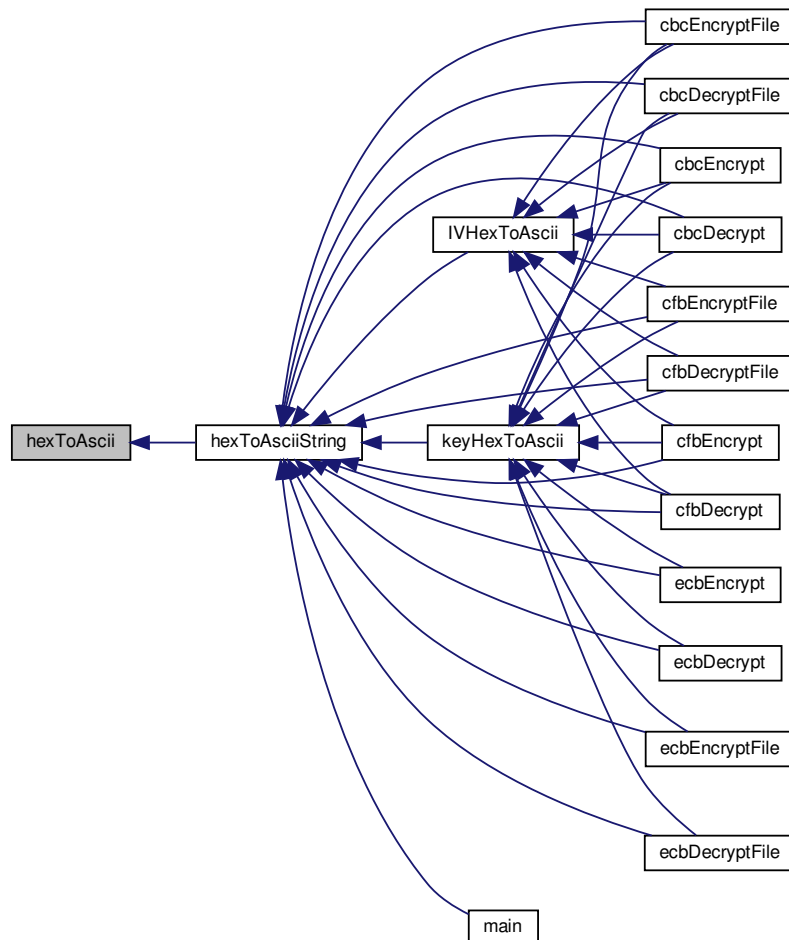 cbcEncryptFile
cbcDecryptFile
cbcEncrypt
IVHexToAscii
cbcDecrypt
cfbEncryptFile
cfbDecryptFile
hexToAscii
hexToAsciiString
keyHexToAscii
cfbEncrypt
cfbDecrypt
ecbEncrypt
ecbDecrypt
ecbEncryptFile
ecbDecryptFile
main